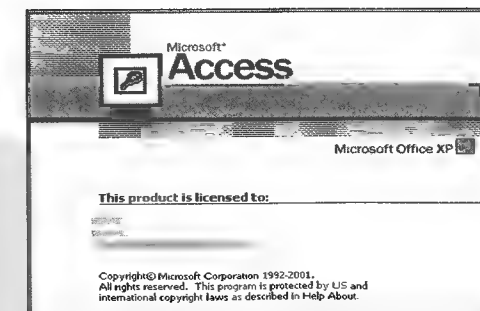 Microsoft®
Access
Microsoft Office XP
This product is licensed to:
Copyright© Microsoft Corporation 1992-2001.
All rights reserved. This program is protected by US and
international copyright laws as described in Help About.